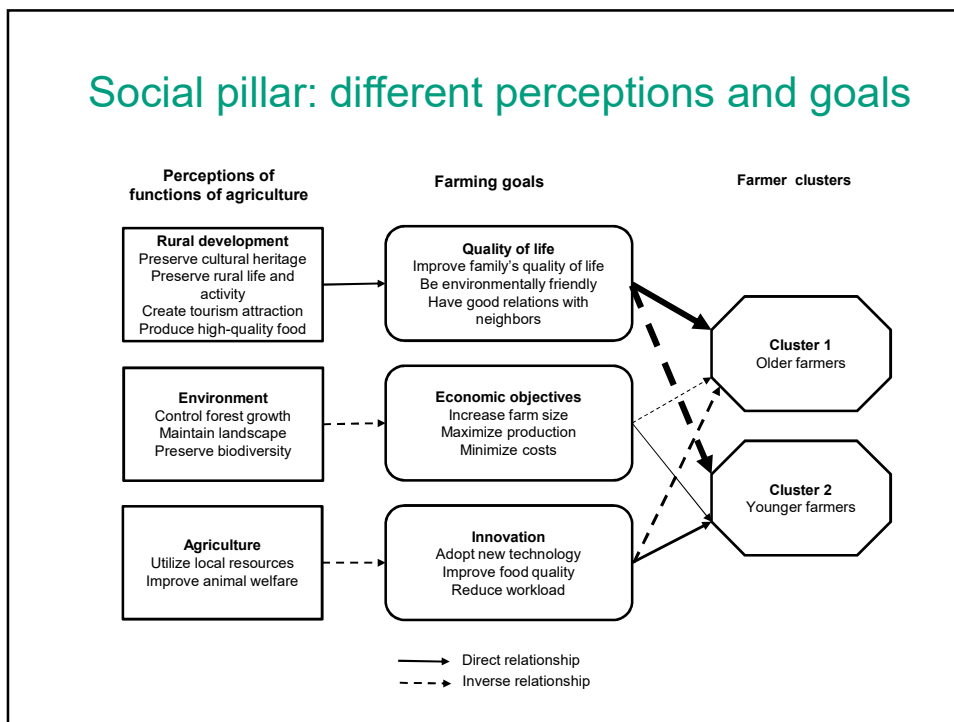 Social pillar: different perceptions and goals
Perceptions of
functions of agriculture
Farming goals
Farmer clusters
Rural development
Preserve cultural heritage
Preserve rural life and
activity
Create tourism attraction
Produce high-quality food
Quality of life
Improve family's quality of life
Be environmentally friendly
Have good relations with
neighbors
Cluster 1
Older farmers
Environment
Control forest growth
Maintain landscape
Preserve biodiversity
Economic objectives
Increase farm size
Maximize production
Minimize costs
Cluster 2
Younger farmers
Agriculture
Utilize local resources
Improve animal welfare
Innovation
Adopt new technology
Improve food quality
Reduce workload
Direct relationship
Inverse relationship